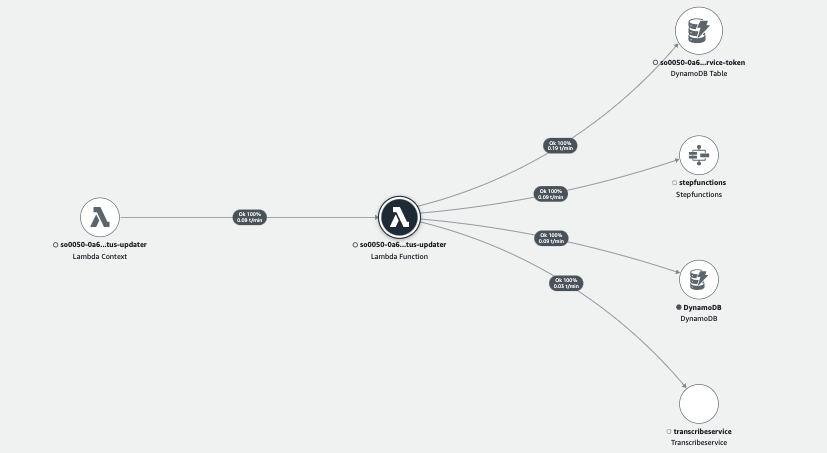 so0050-0a6...rvice-token
DynamoDB Table
Ok 100%
0.19 t/min
stepfunctions
Stepfunctions
Ok 100%
0.09 t/min
Ok 100%
0.09 t/min
so0050-0a6...tus-updater
Lambda Context
so0050-0a6...tus-updater
Lambda Function
Ok 100%
0.09 t/min
DynamoDB
DynamoDB
Ok 100%
0.03 t/min
transcribeservice
Transcribeservice